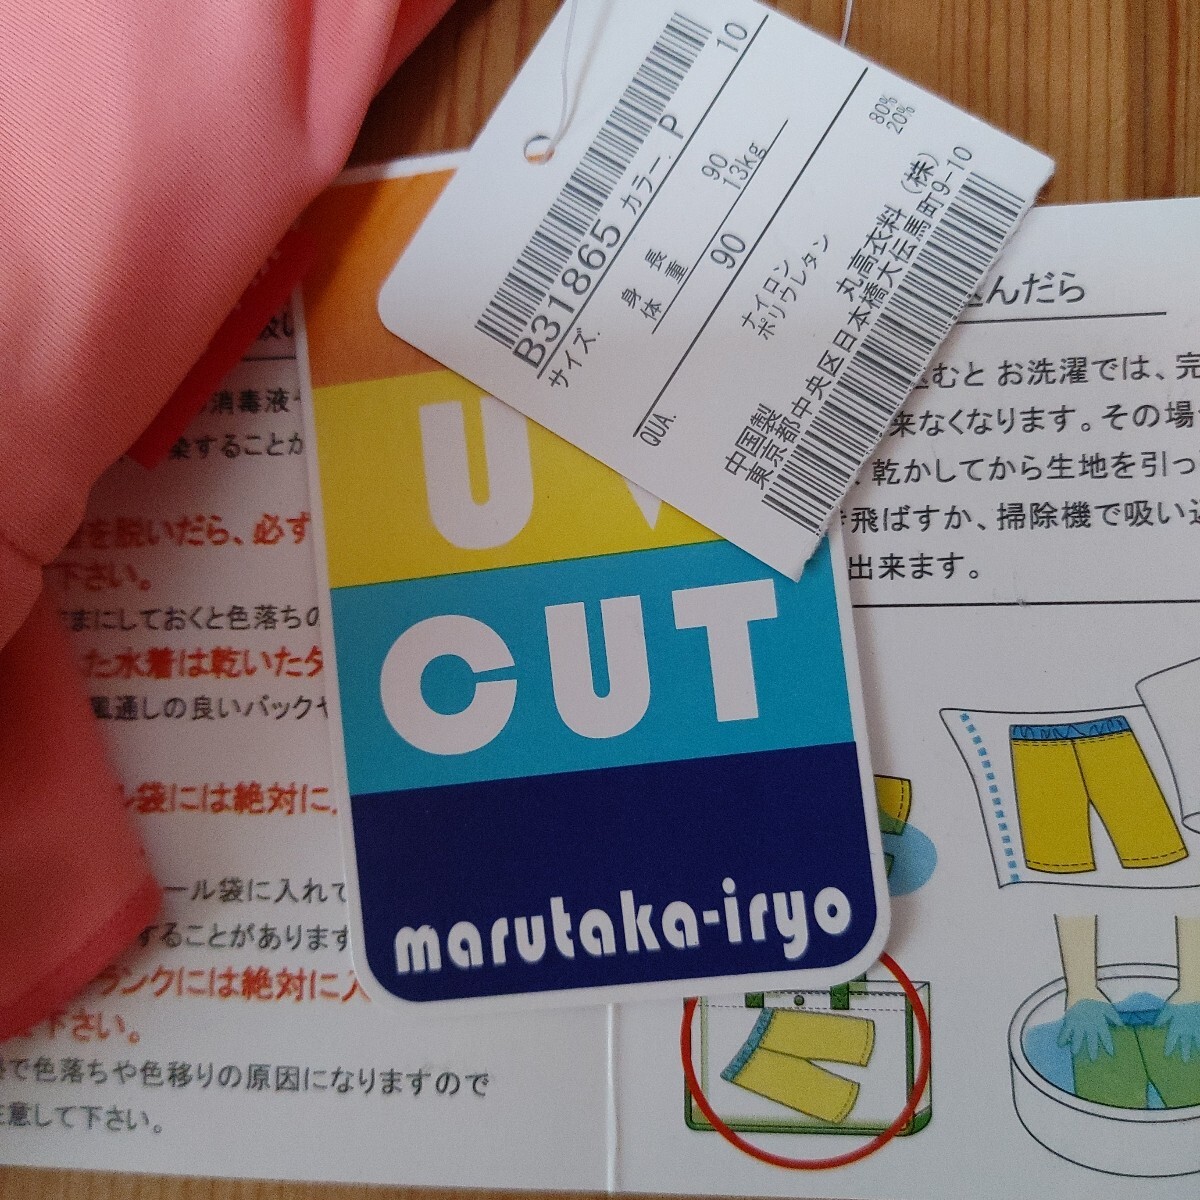 10
B31865 カラー. P
サイズ.
身長 90
体重 13kg
90
ナイロン 80%
ポリウレタン 20%
QUA.
丸高衣料(株)
中国製
東京都中央区日本橋大伝馬町9-10
UV
CUT
marutaka-iryo
消毒液
染することが
を脱いだら、必ず
下さい。
まにしておくと色落ちの
た水着は乾いたタ
風通しの良いバックや
ル袋には絶対に
ール袋に入れて
することがあります
ランクには絶対に入
下さい。
で色落ちや色移りの原因になりますので
意して下さい。
んだら
むと お洗濯では、完
来なくなります。その場
、乾かしてから生地を引っ
飛ばすか、掃除機で吸い込
出来ます。